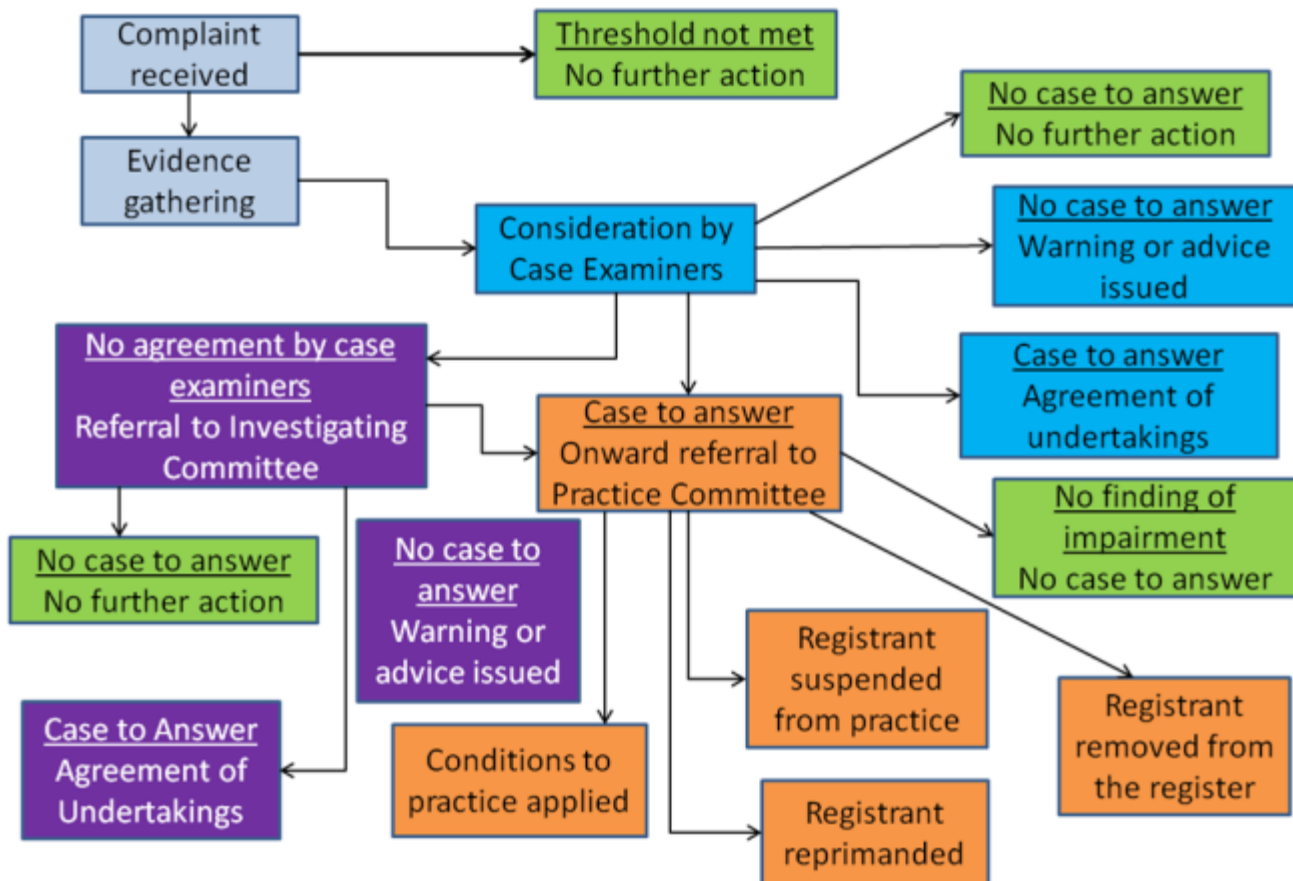 Complaint
received
Threshold not met
No further action
No case to answer
No further action
Evidence
gathering
Consideration by
Case Examiners
No case to answer
Warning or advice
issued
No agreement by case
examiners
Referral to Investigating
Committee
Case to answer
Onward referral to
Practice Committee
Case to answer
Agreement of
undertakings
No finding of
impairment
No case to answer
No case to answer
No further action
No case to
answer
Warning or
advice issued
Registrant
suspended
from practice
Registrant
removed from
the register
Case to Answer
Agreement of
Undertakings
Conditions to
practice applied
Registrant
reprimanded